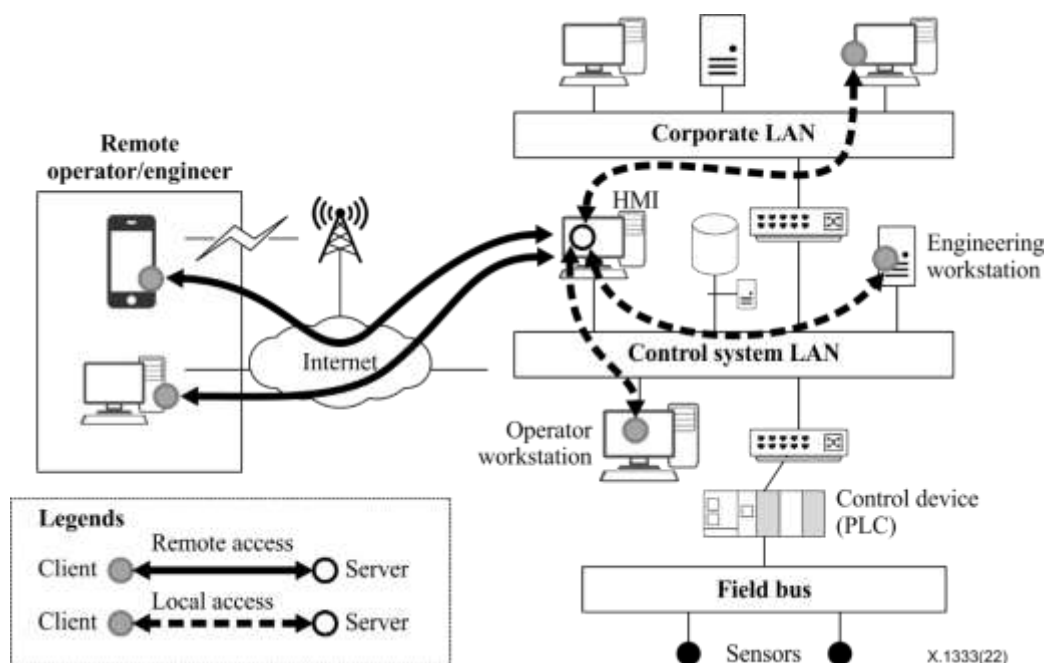 Corporate LAN
Remote
operator/engineer
HMI
Engineering
workstation
Internet
Control system LAN
Operator
workstation
Control device
(PLC)
Legends
Remote access
Client
Server
Local access
Client
Server
Field bus
Sensors
X.1333(22)